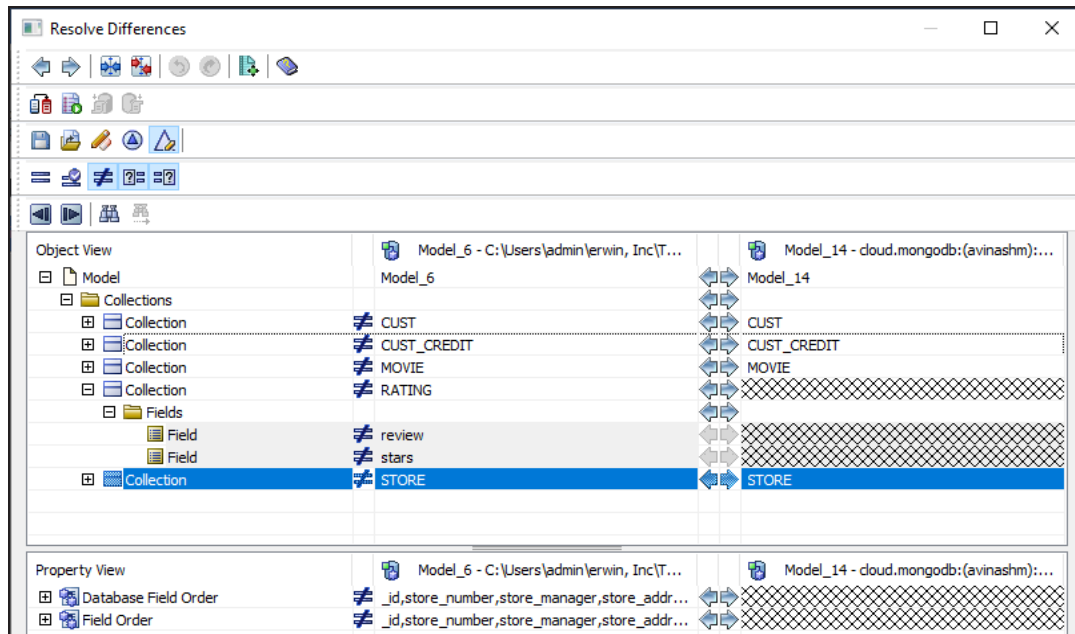 Resolve Differences
Object View Model_6 - C:\Users\admin\erwin, Inc\T... Model_14 - cloud.mongodb:(avinashm):...
Model Model_6 Model_14
Collections
Collection ≠ CUST CUST
Collection ≠ CUST_CREDIT CUST_CREDIT
Collection ≠ MOVIE MOVIE
Collection ≠ RATING
Fields
Field ≠ review
Field ≠ stars
Collection ≠ STORE STORE
Property View Model_6 - C:\Users\admin\erwin, Inc\T... Model_14 - cloud.mongodb:(avinashm):...
Database Field Order ≠ _id,store_number,store_manager,store_addr...
Field Order ≠ _id,store_number,store_manager,store_addr...